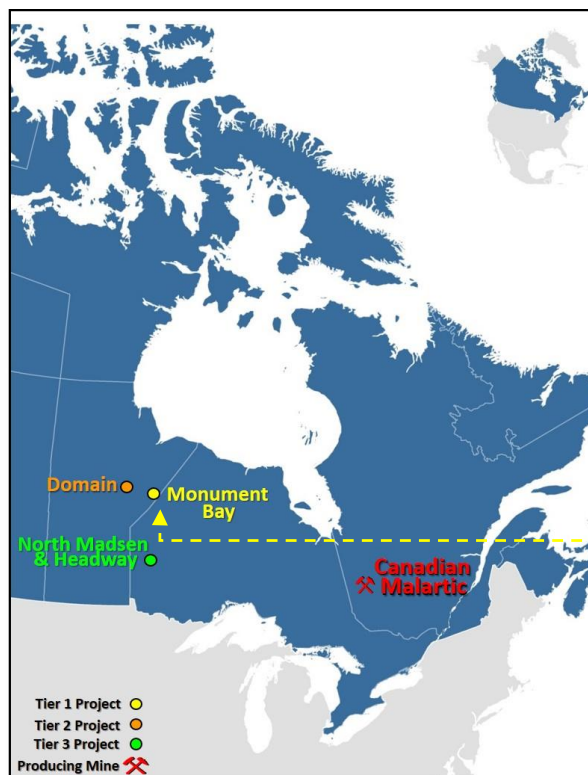 Domain
Monument
Bay
North Madsen
& Headway
Canadian
Malartic
Tier 1 Project
Tier 2 Project
Tier 3 Project
Producing Mine